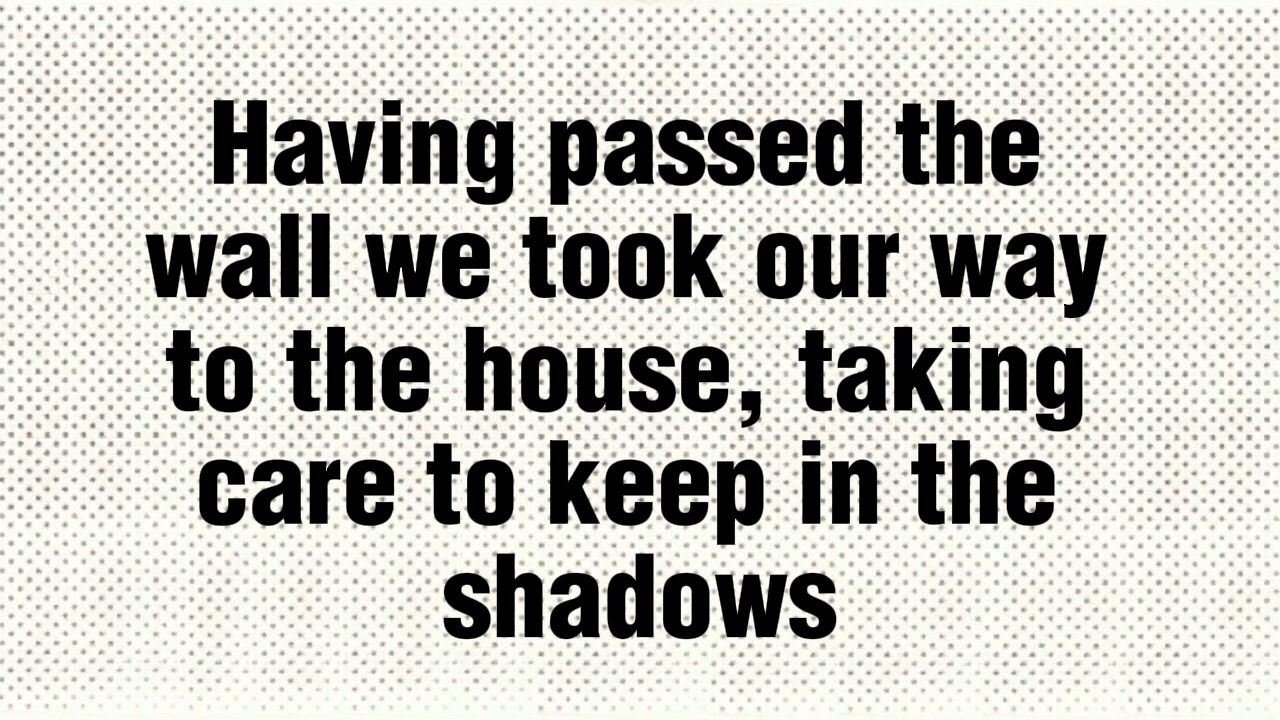 Having passed the
wall we took our way
to the house, taking
care to keep in the
shadows